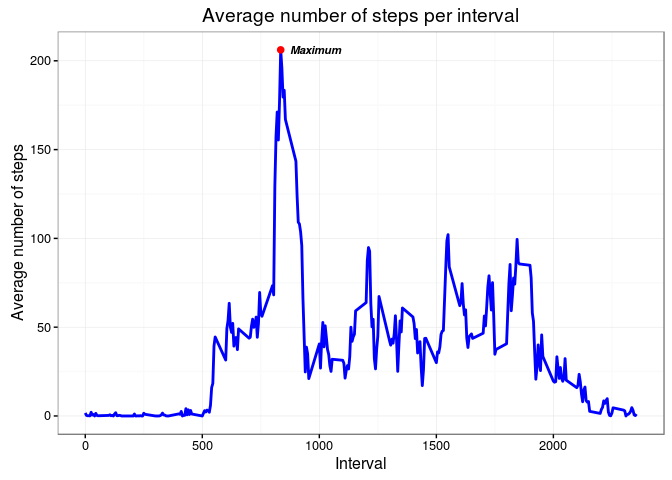 Average number of steps per interval
Maximum
Average number of steps
200
150
100
50
0
0 500 1000 1500 2000
Interval